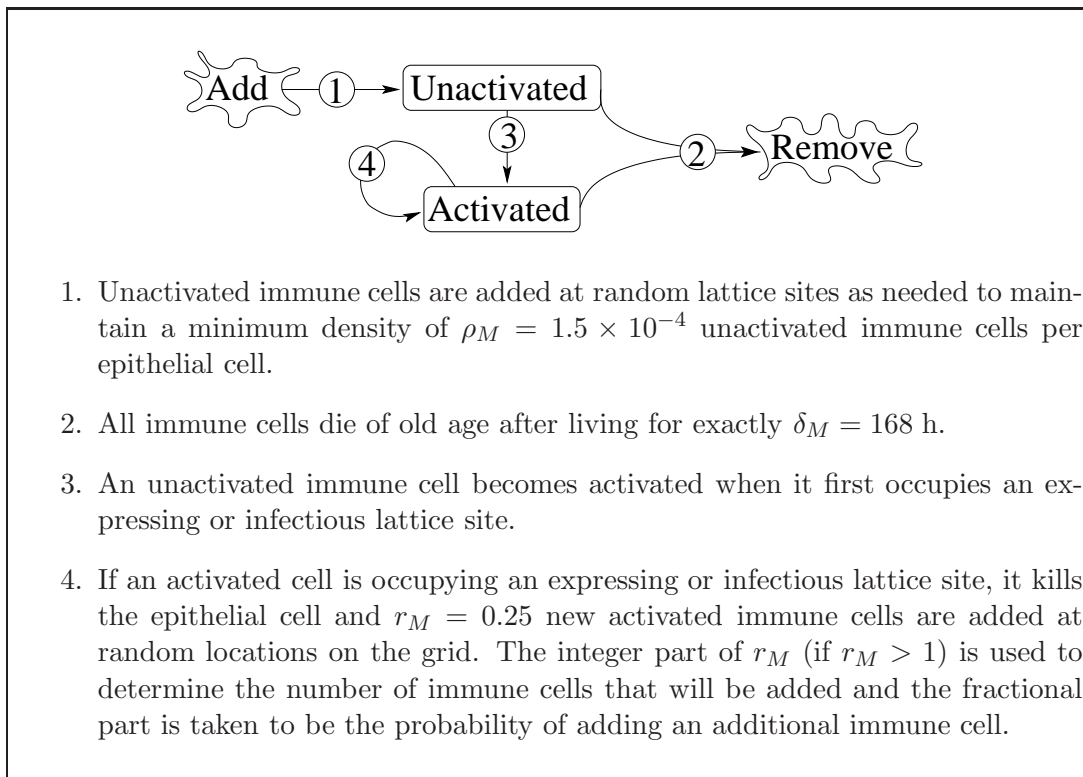 Add
1
Unactivated
3
4
2
Remove
Activated
1. Unactivated immune cells are added at random lattice sites as needed to main-
tain a minimum density of ρ_M = 1.5 × 10⁻⁴ unactivated immune cells per
epithelial cell.
2. All immune cells die of old age after living for exactly δ_M = 168 h.
3. An unactivated immune cell becomes activated when it first occupies an ex-
pressing or infectious lattice site.
4. If an activated cell is occupying an expressing or infectious lattice site, it kills
the epithelial cell and r_M = 0.25 new activated immune cells are added at
random locations on the grid. The integer part of r_M (if r_M > 1) is used to
determine the number of immune cells that will be added and the fractional
part is taken to be the probability of adding an additional immune cell.